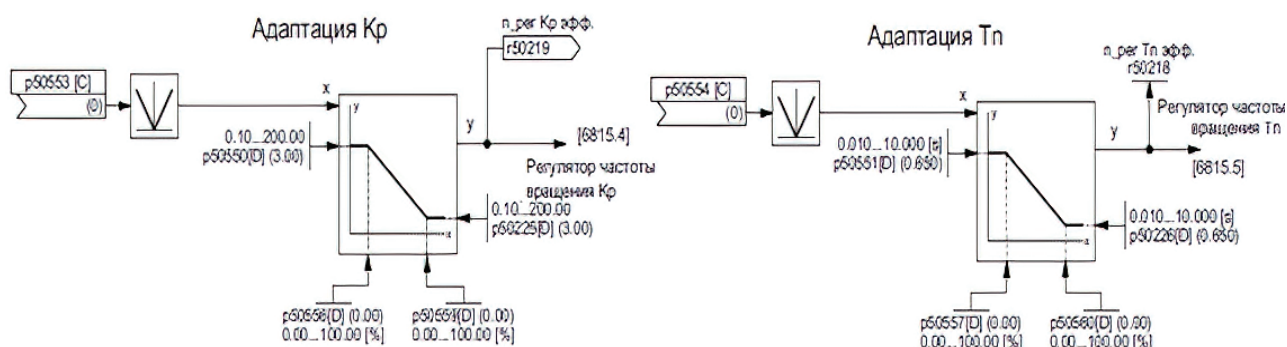 Адаптация Kp
n_рег Kp эфф.
r50219
p50553 [C]
(0)
x
y
y
x
0.10...200.00
p50550[D] (3.00)
[6815.4]
Регулятор частоты
вращения Kp
0.10...200.00
p50225[D] (3.00)
p50556[D] (0.00)
0.00...100.00 [%]
p50559[D] (0.00)
0.00...100.00 [%]
Адаптация Tn
n_рег Tn эфф.
r50218
p50554 [C]
(0)
x
y
y
x
Регулятор частоты
вращения Tn
0.010...10.000 [s]
p50551[D] (0.650)
[6815.5]
0.010...10.000 [s]
p50226[D] (0.650)
p50557[D] (0.00)
0.00...100.00 [%]
p50560[D] (0.00)
0.00...100.00 [%]